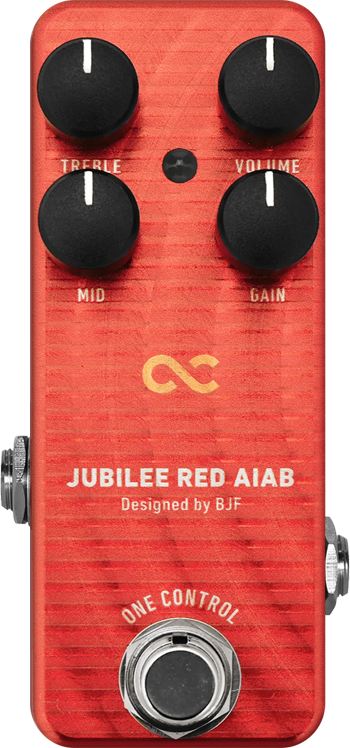 TREBLE VOLUME
MID GAIN
JUBILEE RED AIAB
Designed by BJF
ONE CONTROL